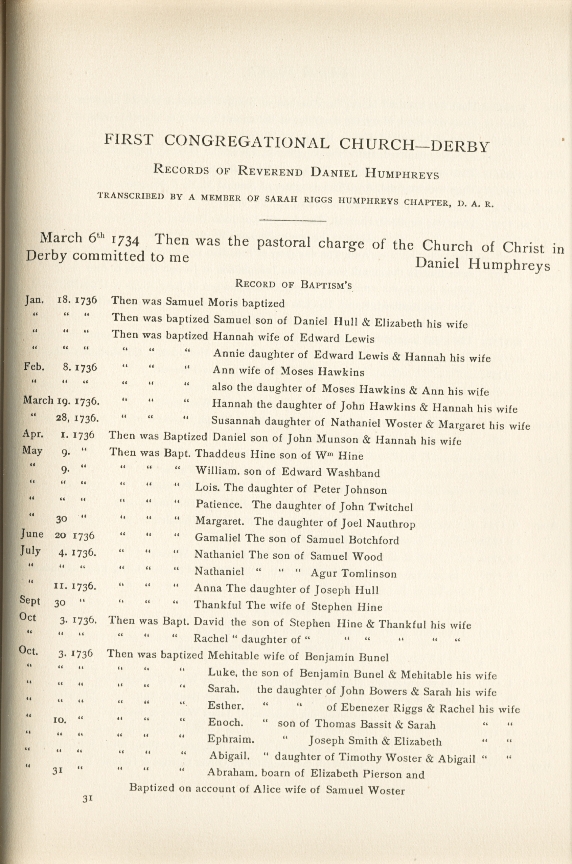 FIRST CONGREGATIONAL CHURCH—DERBY
Records of Reverend Daniel Humphreys
TRANSCRIBED BY A MEMBER OF SARAH RIGGS HUMPHREYS CHAPTER, D. A. R.
March 6th 1734 Then was the pastoral charge of the Church of Christ in
Derby committed to me Daniel Humphreys
Record of Baptism's
Jan. 18. 1736 Then was Samuel Moris baptized
" " " Then was baptized Samuel son of Daniel Hull & Elizabeth his wife
" " " Then was baptized Hannah wife of Edward Lewis
" " " " " " Annie daughter of Edward Lewis & Hannah his wife
Feb. 8. 1736 " " " Ann wife of Moses Hawkins
" " " " " " also the daughter of Moses Hawkins & Ann his wife
March 19. 1736. " " " Hannah the daughter of John Hawkins & Hannah his wife
" 28, 1736. " " " Susannah daughter of Nathaniel Woster & Margaret his wife
Apr. 1. 1736 Then was Baptized Daniel son of John Munson & Hannah his wife
May 9. " Then was Bapt. Thaddeus Hine son of Wm Hine
" 9. " " " " William. son of Edward Washband
" " " " " " Lois. The daughter of Peter Johnson
" " " " " " Patience. The daughter of John Twitchel
" 30 " " " " Margaret. The daughter of Joel Nauthrop
June 20 1736 " " " Gamaliel The son of Samuel Botchford
July 4. 1736. " " " Nathaniel The son of Samuel Wood
" " " " " " Nathaniel " " " Agur Tomlinson
" 11. 1736. " " " Anna The daughter of Joseph Hull
Sept 30 " " " " Thankful The wife of Stephen Hine
Oct 3. 1736. Then was Bapt. David the son of Stephen Hine & Thankful his wife
" " " " " " Rachel " daughter of " " " " " "
Oct. 3. 1736 Then was baptized Mehitable wife of Benjamin Bunel
" " " " " " Luke, the son of Benjamin Bunel & Mehitable his wife
" " " " " " Sarah. the daughter of John Bowers & Sarah his wife
" " " " " " Esther. " " of Ebenezer Riggs & Rachel his wife
" 10. " " " " Enoch. " son of Thomas Bassit & Sarah " "
" " " " " " Ephraim. " Joseph Smith & Elizabeth " "
" " " " " " Abigail. " daughter of Timothy Woster & Abigail " "
" 31 " " " " Abraham. boarn of Elizabeth Pierson and
Baptized on account of Alice wife of Samuel Woster
31